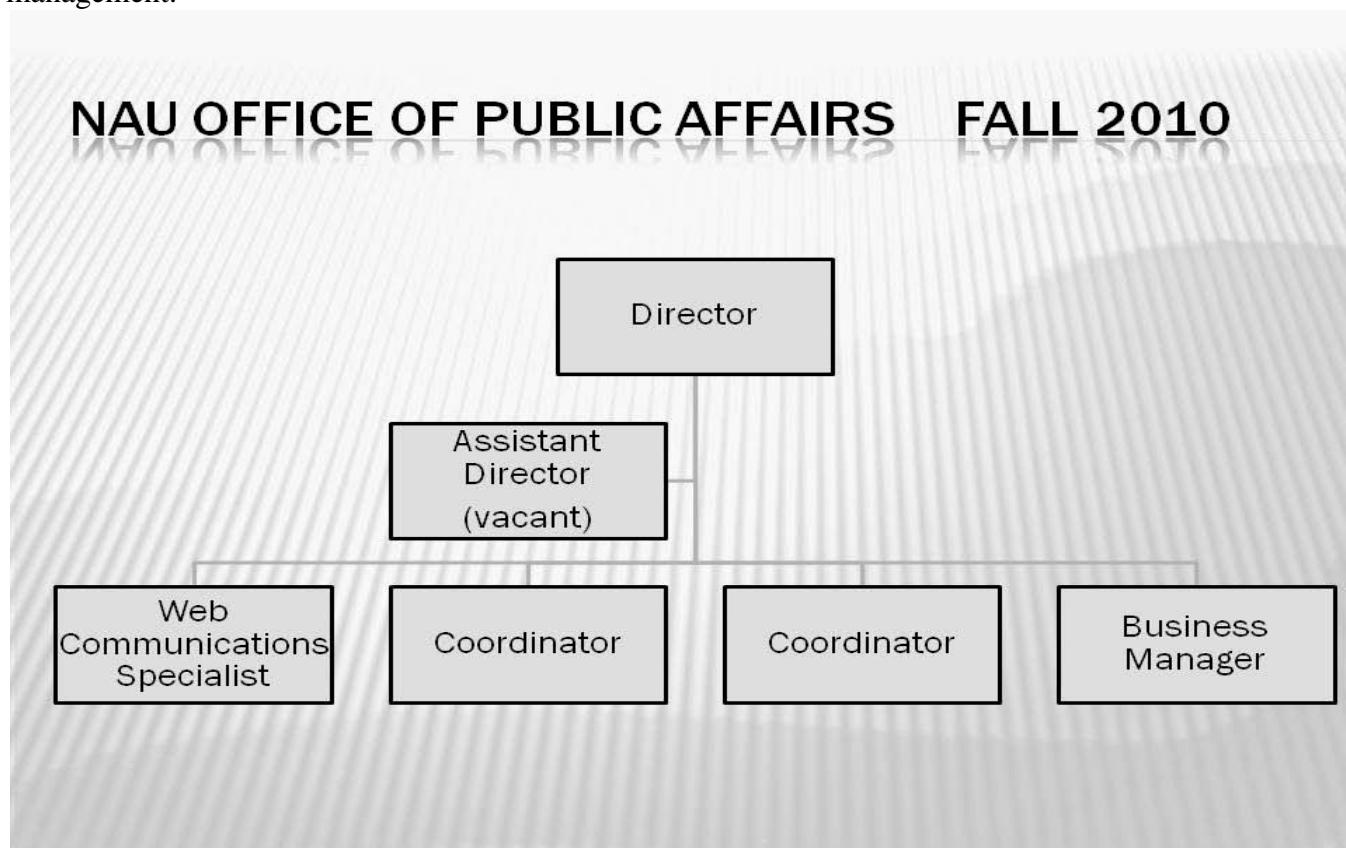 management.
NAU OFFICE OF PUBLIC AFFAIRS FALL 2010
Director
Assistant
Director
(vacant)
Web
Communications
Specialist
Coordinator
Coordinator
Business
Manager